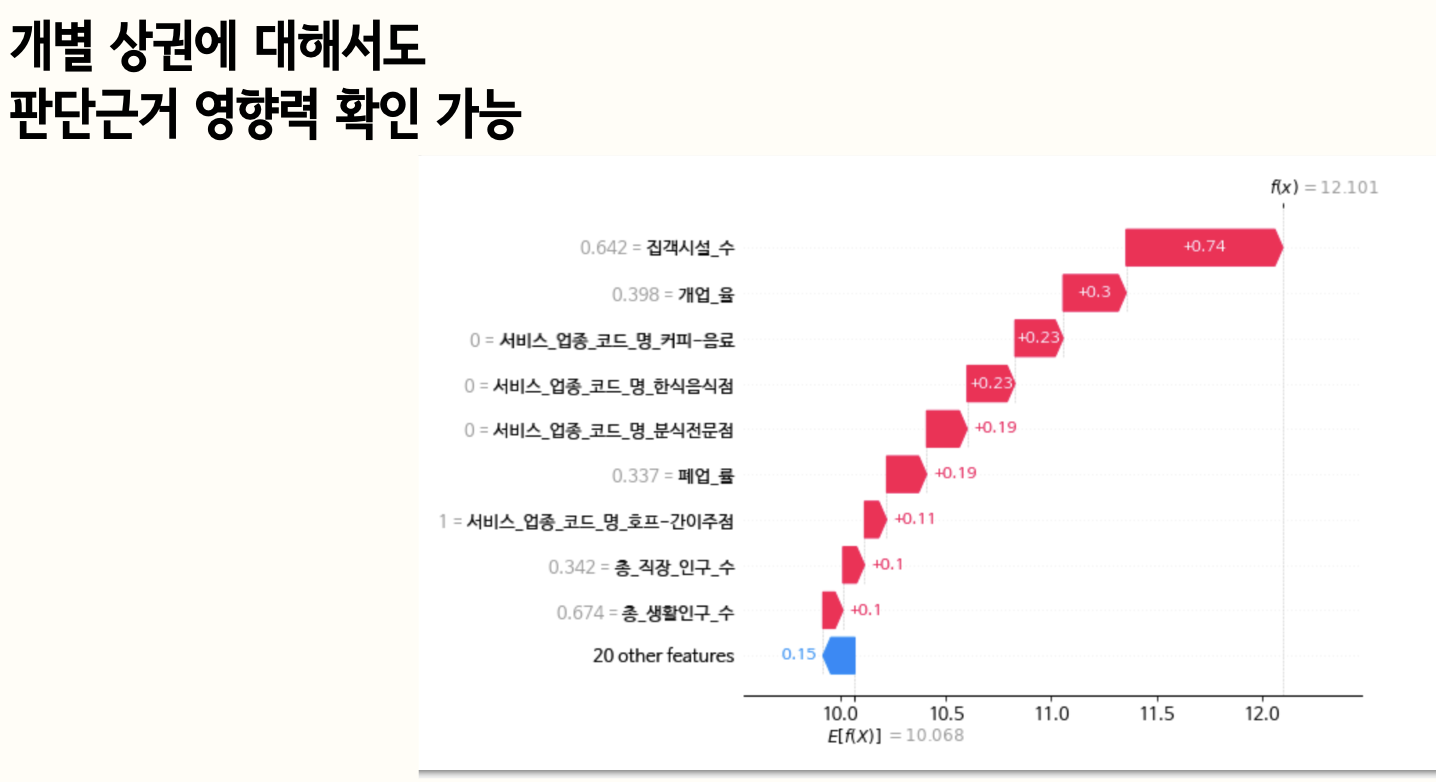 개별 상권에 대해서도
판단근거 영향력 확인 가능
f(x) = 12.101
0.642 = 집객시설_수
+0.74
0.398 = 개업_율
+0.3
0 = 서비스_업종_코드_명_커피-음료
+0.23
0 = 서비스_업종_코드_명_한식음식점
+0.23
0 = 서비스_업종_코드_명_분식전문점
+0.19
0.337 = 폐업_률
+0.19
1 = 서비스_업종_코드_명_호프-간이주점
+0.11
0.342 = 총_직장_인구_수
+0.1
0.674 = 총_생활인구_수
+0.1
20 other features
0.15
10.0 10.5 11.0 11.5 12.0
E[f(X)] = 10.068